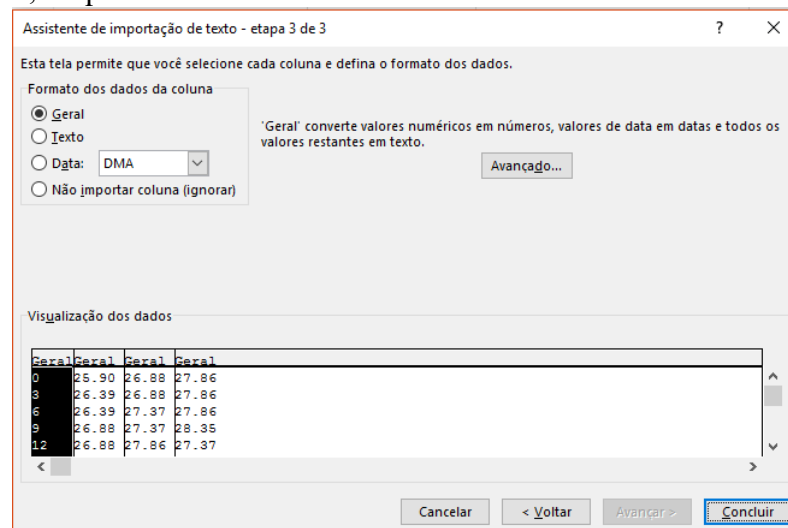 Assistente de importação de texto - etapa 3 de 3 ? X
Esta tela permite que você selecione cada coluna e defina o formato dos dados.
Formato dos dados da coluna
Geral
Texto
Data: DMA
Não importar coluna (ignorar)
'Geral' converte valores numéricos em números, valores de data em datas e todos os
valores restantes em texto.
Avançado...
Visualização dos dados
Geral Geral Geral Geral
0 25.90 26.88 27.86
3 26.39 26.88 27.86
6 26.39 27.37 27.86
9 26.88 27.37 28.35
12 26.88 27.86 27.37
Cancelar < Voltar Avançar > Concluir